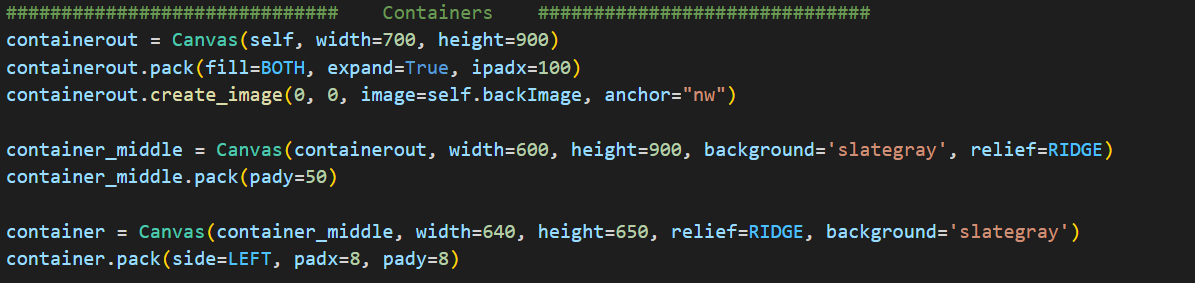 ##############################    Containers    ##############################
containerout = Canvas(self, width=700, height=900)
containerout.pack(fill=BOTH, expand=True, ipadx=100)
containerout.create_image(0, 0, image=self.backImage, anchor="nw")
container_middle = Canvas(containerout, width=600, height=900, background='slategray', relief=RIDGE)
container_middle.pack(pady=50)
container = Canvas(container_middle, width=640, height=650, relief=RIDGE, background='slategray')
container.pack(side=LEFT, padx=8, pady=8)